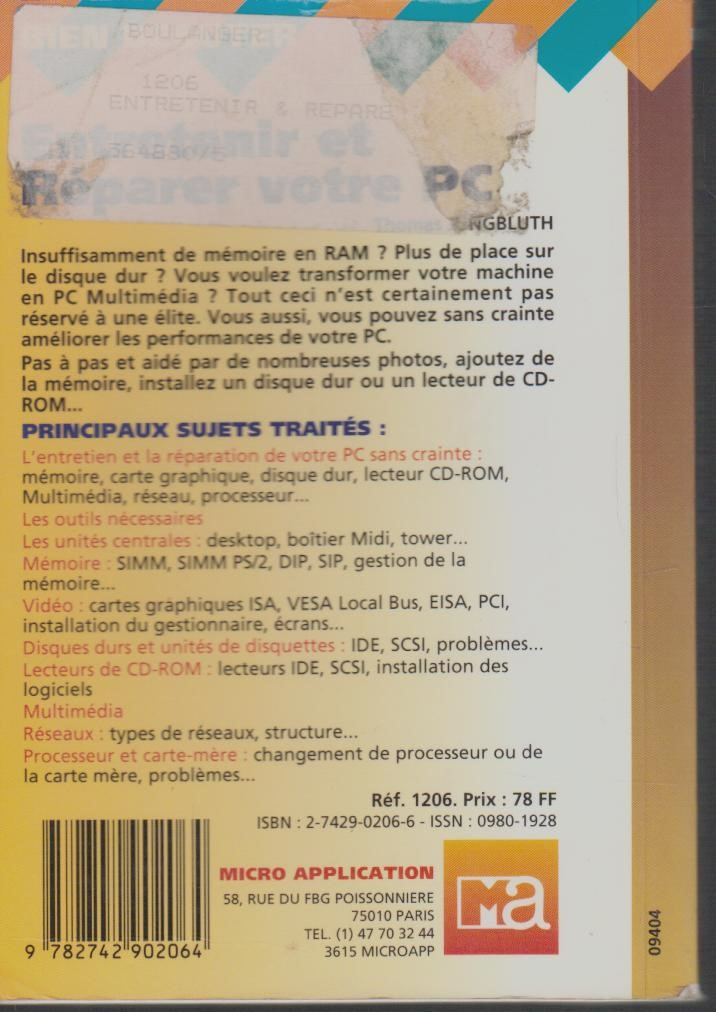 BIEN
BOULANGER
1206
ENTRETENIR & REPARE
Entretenir et
364880/5
Réparer votre PC
Thomas NGBLUTH
Insuffisamment de mémoire en RAM ? Plus de place sur
le disque dur ? Vous voulez transformer votre machine
en PC Multimédia ? Tout ceci n'est certainement pas
réservé à une élite. Vous aussi, vous pouvez sans crainte
améliorer les performances de votre PC.
Pas à pas et aidé par de nombreuses photos, ajoutez de
la mémoire, installez un disque dur ou un lecteur de CD-
ROM...
PRINCIPAUX SUJETS TRAITÉS :
L'entretien et la réparation de votre PC sans crainte :
mémoire, carte graphique, disque dur, lecteur CD-ROM,
Multimédia, réseau, processeur...
Les outils nécessaires
Les unités centrales : desktop, boîtier Midi, tower...
Mémoire : SIMM, SIMM PS/2, DIP, SIP, gestion de la
mémoire...
Vidéo : cartes graphiques ISA, VESA Local Bus, EISA, PCI,
installation du gestionnaire, écrans...
Disques durs et unités de disquettes : IDE, SCSI, problèmes...
Lecteurs de CD-ROM : lecteurs IDE, SCSI, installation des
logiciels
Multimédia
Réseaux : types de réseaux, structure...
Processeur et carte-mère : changement de processeur ou de
la carte mère, problèmes...
Réf. 1206. Prix : 78 FF
ISBN : 2-7429-0206-6 - ISSN : 0980-1928
MICRO APPLICATION
58, RUE DU FBG POISSONNIERE
75010 PARIS
TEL. (1) 47 70 32 44
3615 MICROAPP
Ma
9 782742 902064
09404